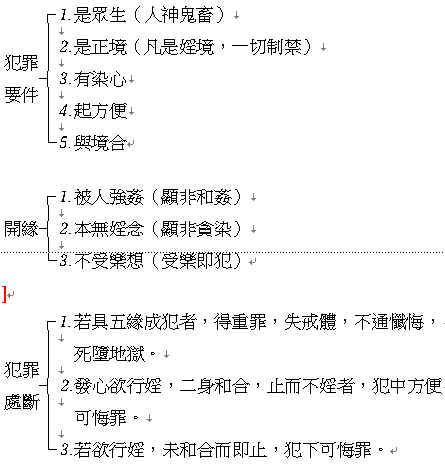 犯罪
要件
1.是眾生（人神鬼畜）
2.是正境（凡是婬境，一切制禁）
3.有染心
4.起方便
5.與境合
開緣
1.被人強姦（顯非和姦）
2.本無婬念（顯非貪染）
3.不受樂想（受樂即犯）
]
犯罪
處斷
1.若具五緣成犯者，得重罪，失戒體，不通懺悔，
死墮地獄。
2.發心欲行婬，二身和合，止而不婬者，犯中方便
可悔罪。
3.若欲行婬，未和合而即止，犯下可悔罪。